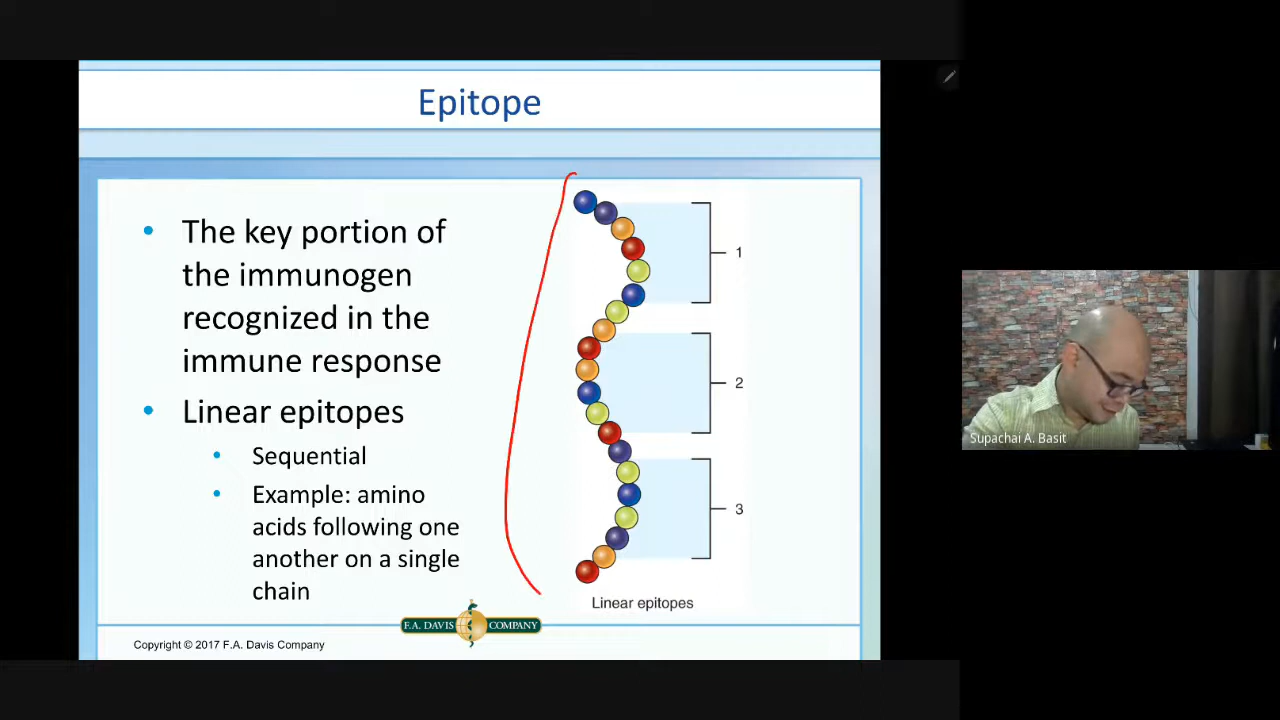 Epitope
• The key portion of
the immunogen
recognized in the
immune response
• Linear epitopes
• Sequential
• Example: amino
acids following one
another on a single
chain
1
2
3
Linear epitopes
F.A. DAVIS COMPANY
Copyright © 2017 F.A. Davis Company
Supachai A. Basit